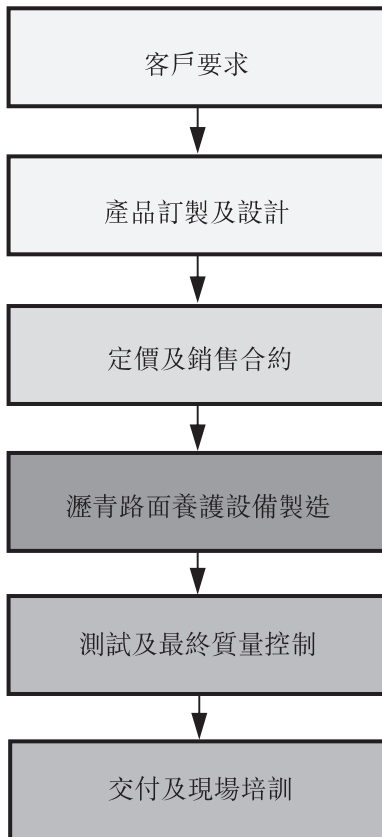 客戶要求
產品訂製及設計
定價及銷售合約
瀝青路面養護設備製造
測試及最終質量控制
交付及現場培訓